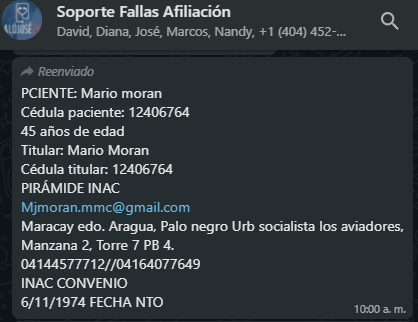 Soporte Fallas Afiliación
David, Diana, José, Marcos, Nandy, +1 (404) 452-...
Reenviado
PCIENTE: Mario moran
Cédula paciente: 12406764
45 años de edad
Titular: Mario Moran
Cédula titular: 12406764
PIRÁMIDE INAC
Mjmoran.mmc@gmail.com
Maracay edo. Aragua, Palo negro Urb socialista los aviadores,
Manzana 2, Torre 7 PB 4.
04144577712//04164077649
INAC CONVENIO
6/11/1974 FECHA NTO
10:00 a. m.